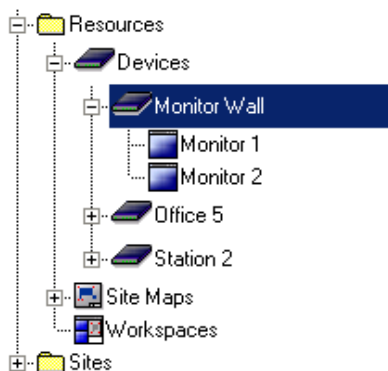 Resources
Devices
Monitor Wall
Monitor 1
Monitor 2
Office 5
Station 2
Site Maps
Workspaces
Sites